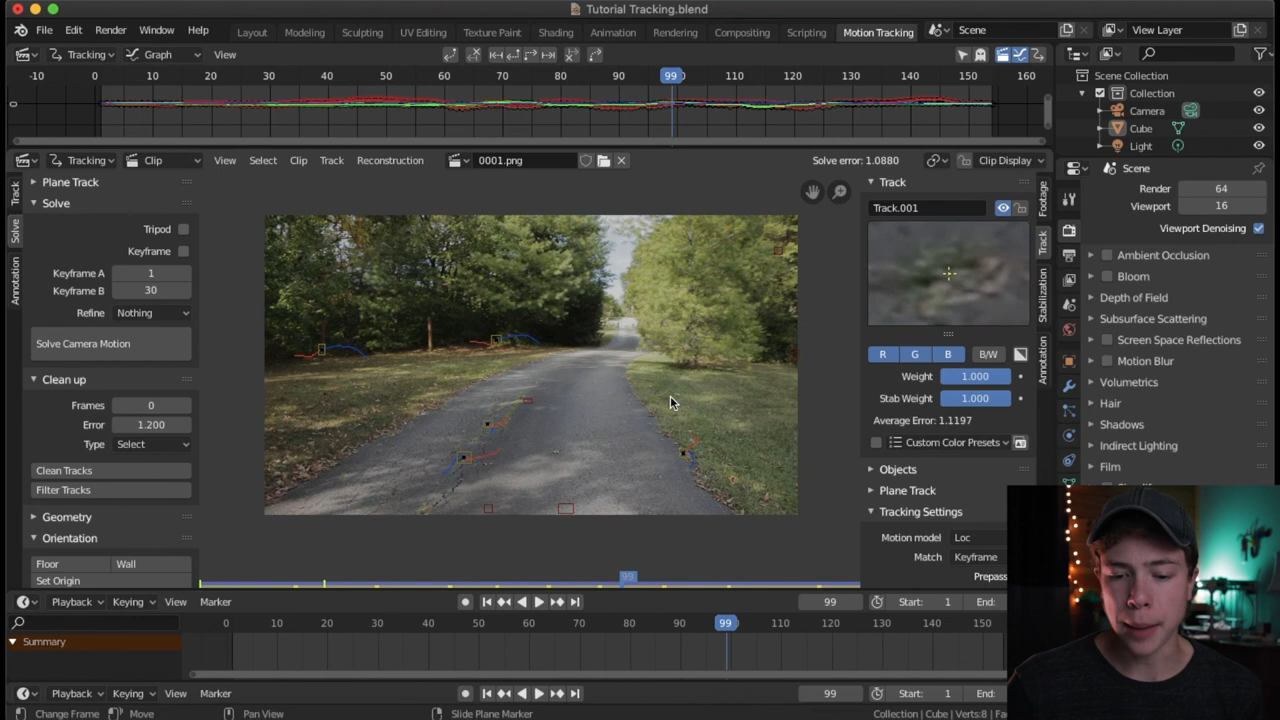 Tutorial Tracking.blend
File Edit Render Window Help Layout Modeling Sculpting UV Editing Texture Paint Shading Animation Rendering Compositing Scripting Motion Tracking Scene View Layer
Tracking Graph View
-10 0 10 20 30 40 50 60 70 80 90 99 110 120 130 140 150 160
0
Scene Collection
Collection
Camera
Cube
Light
Tracking Clip View Select Clip Track Reconstruction 0001.png Solve error: 1.0880 Clip Display
Scene
Render 64
Viewport 16
Viewport Denoising
Ambient Occlusion
Bloom
Depth of Field
Subsurface Scattering
Screen Space Reflections
Motion Blur
Volumetrics
Hair
Shadows
Indirect Lighting
Film
Track
Solve
Annotation
Plane Track
Solve
Tripod
Keyframe
Keyframe A 1
Keyframe B 30
Refine Nothing
Solve Camera Motion
Clean up
Frames 0
Error 1.200
Type Select
Clean Tracks
Filter Tracks
Geometry
Orientation
Floor Wall
Set Origin
Track
Track.001
R G B B/W
Weight 1.000
Stab Weight 1.000
Average Error: 1.1197
Custom Color Presets
Objects
Plane Track
Tracking Settings
Motion model Loc
Match Keyframe
Prepass
Footage
Track
Stabilization
Annotation
99
Playback Keying View Marker 99 Start: 1 End:
0 10 20 30 40 50 60 70 80 90 99 110 120 130 140 150
Summary
Playback Keying View Marker 99 Start: 1 End:
Change Frame Move Pan View Slide Plane Marker Collection | Cube | Verts:8 | Fa